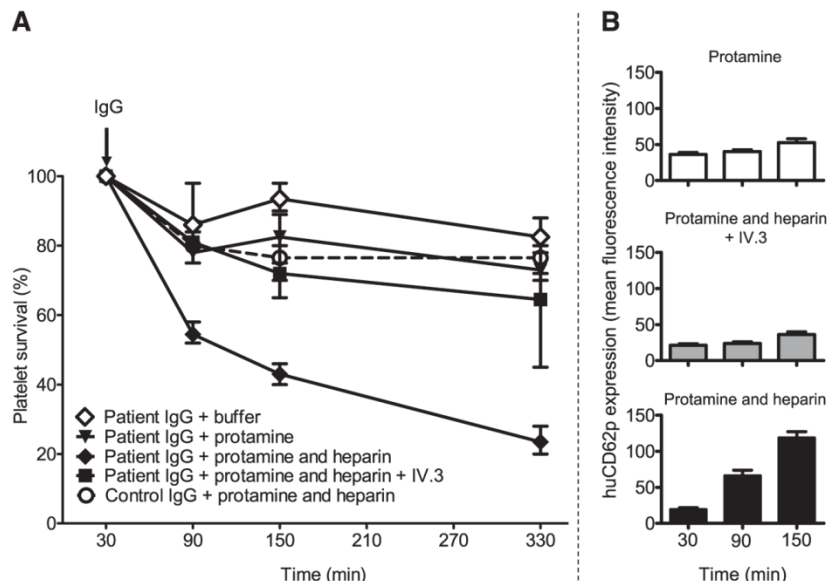 A
IgG
100
80
60
40
20
0
Platelet survival (%)
Patient IgG + buffer
Patient IgG + protamine
Patient IgG + protamine and heparin
Patient IgG + protamine and heparin + IV.3
Control IgG + protamine and heparin
30 90 150 210 270 330
Time (min)
B
huCD62p expression (mean fluorescence intensity)
Protamine
150
100
50
0
Protamine and heparin
+ IV.3
150
100
50
0
Protamine and heparin
150
100
50
0
30 90 150
Time (min)